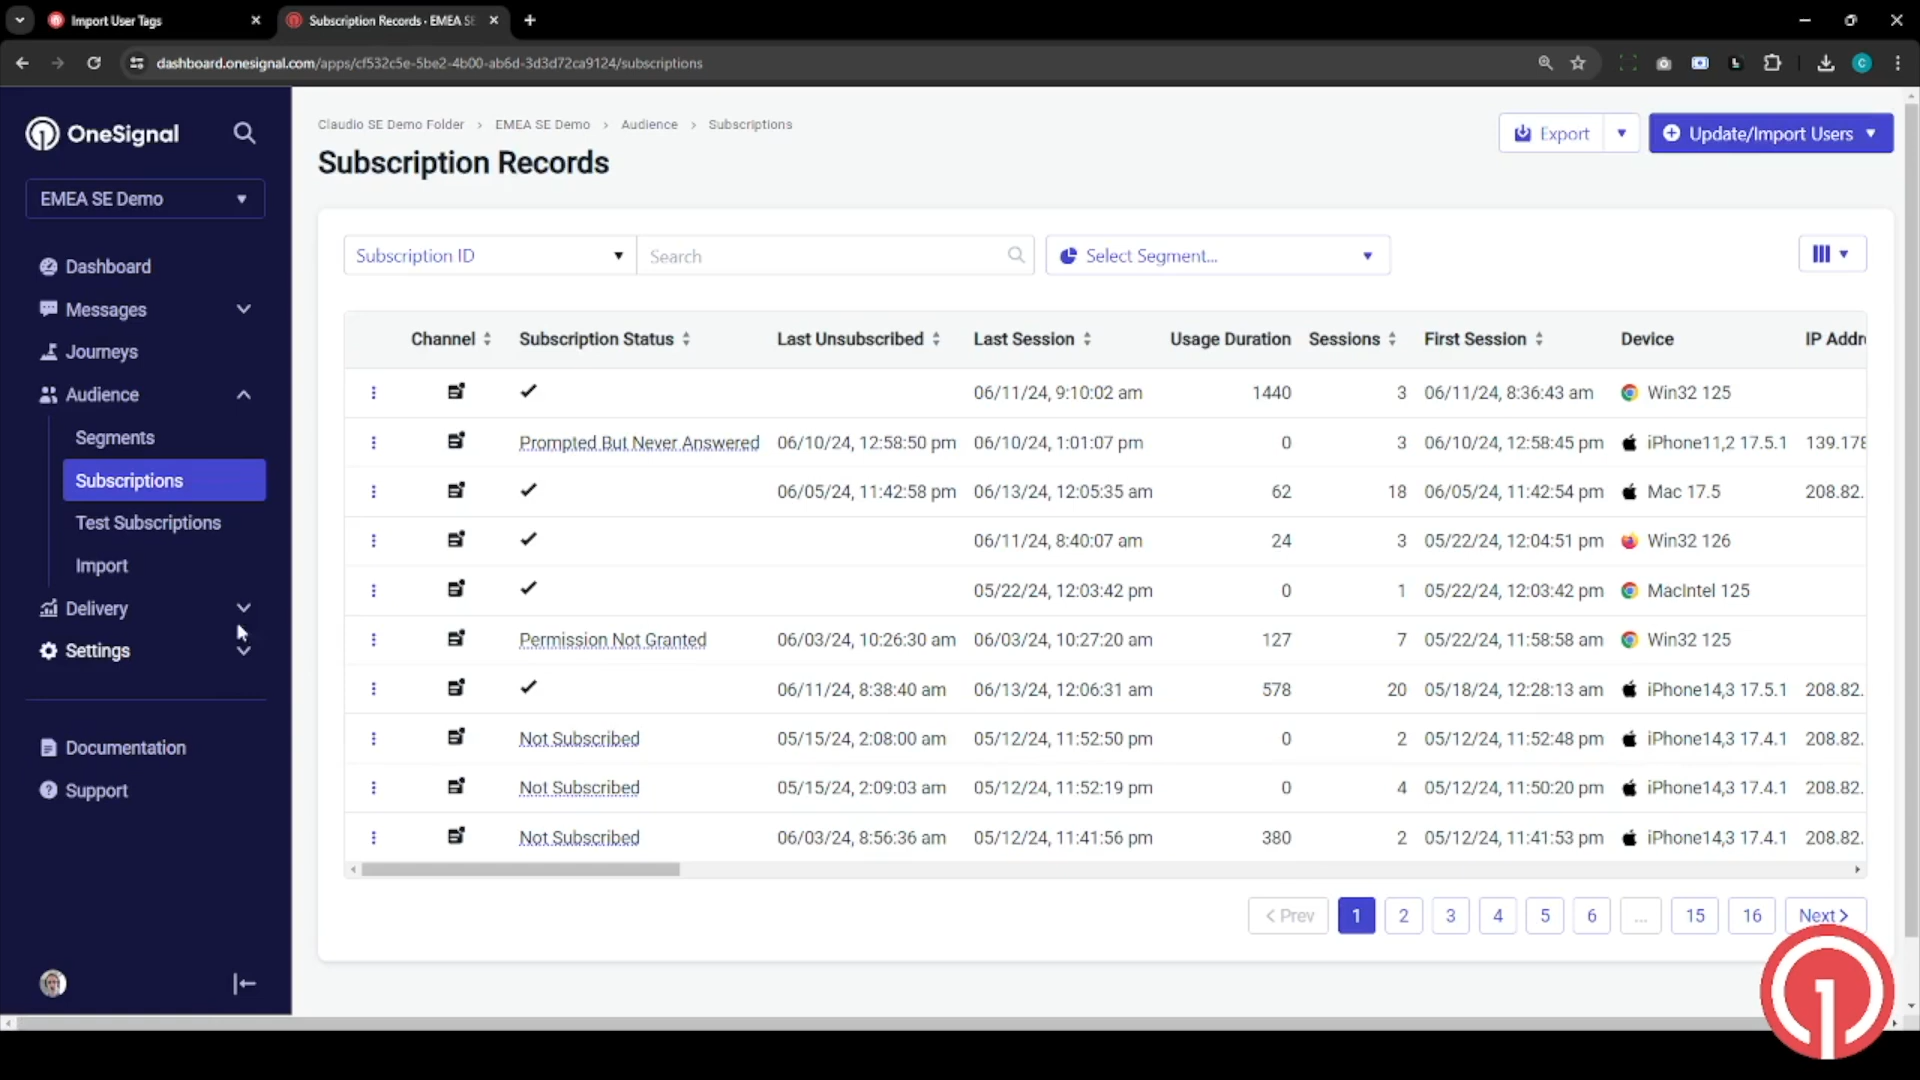 Import User Tags
Subscription Records · EMEA SE
dashboard.onesignal.com/apps/cf532c5e-5be2-4b00-ab6d-3d3d72ca9124/subscriptions
C
OneSignal
EMEA SE Demo
Dashboard
Messages
Journeys
Audience
Segments
Subscriptions
Test Subscriptions
Import
Delivery
Settings
Documentation
Support
Claudio SE Demo Folder › EMEA SE Demo › Audience › Subscriptions
Subscription Records
Export
Update/Import Users
Subscription ID
Search
Select Segment...
Channel Subscription Status Last Unsubscribed Last Session Usage Duration Sessions First Session Device IP Addr
06/11/24, 9:10:02 am 1440 3 06/11/24, 8:36:43 am Win32 125
Prompted But Never Answered 06/10/24, 12:58:50 pm 06/10/24, 1:01:07 pm 0 3 06/10/24, 12:58:45 pm iPhone11,2 17.5.1 139.178
06/05/24, 11:42:58 pm 06/13/24, 12:05:35 am 62 18 06/05/24, 11:42:54 pm Mac 17.5 208.82.
06/11/24, 8:40:07 am 24 3 05/22/24, 12:04:51 pm Win32 126
05/22/24, 12:03:42 pm 0 1 05/22/24, 12:03:42 pm MacIntel 125
Permission Not Granted 06/03/24, 10:26:30 am 06/03/24, 10:27:20 am 127 7 05/22/24, 11:58:58 am Win32 125
06/11/24, 8:38:40 am 06/13/24, 12:06:31 am 578 20 05/18/24, 12:28:13 am iPhone14,3 17.5.1 208.82.
Not Subscribed 05/15/24, 2:08:00 am 05/12/24, 11:52:50 pm 0 2 05/12/24, 11:52:48 pm iPhone14,3 17.4.1 208.82.
Not Subscribed 05/15/24, 2:09:03 am 05/12/24, 11:52:19 pm 0 4 05/12/24, 11:50:20 pm iPhone14,3 17.4.1 208.82.
Not Subscribed 06/03/24, 8:56:36 am 05/12/24, 11:41:56 pm 380 2 05/12/24, 11:41:53 pm iPhone14,3 17.4.1 208.82.
< Prev 1 2 3 4 5 6 ... 15 16 Next >